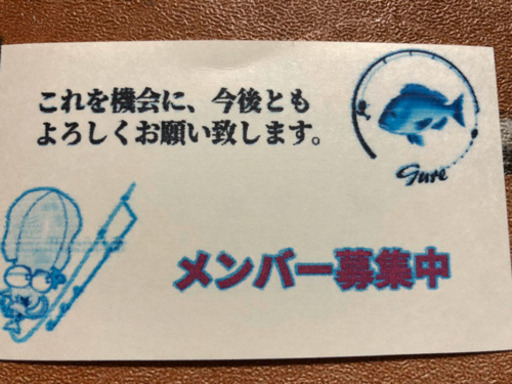 これを機会に、今後とも
よろしくお願い致します。
gure
メンバー募集中